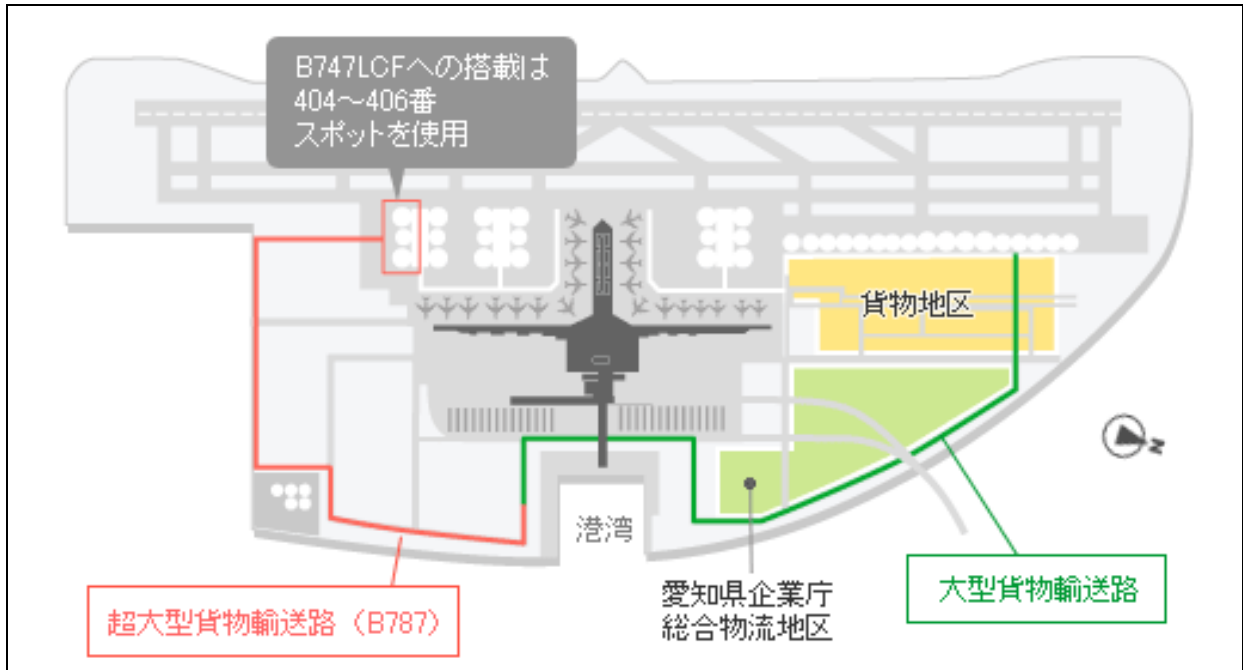 B747LCFへの搭載は
404～406番
スポットを使用
貨物地区
N
港湾
大型貨物輸送路
愛知県企業庁
総合物流地区
超大型貨物輸送路（B787）